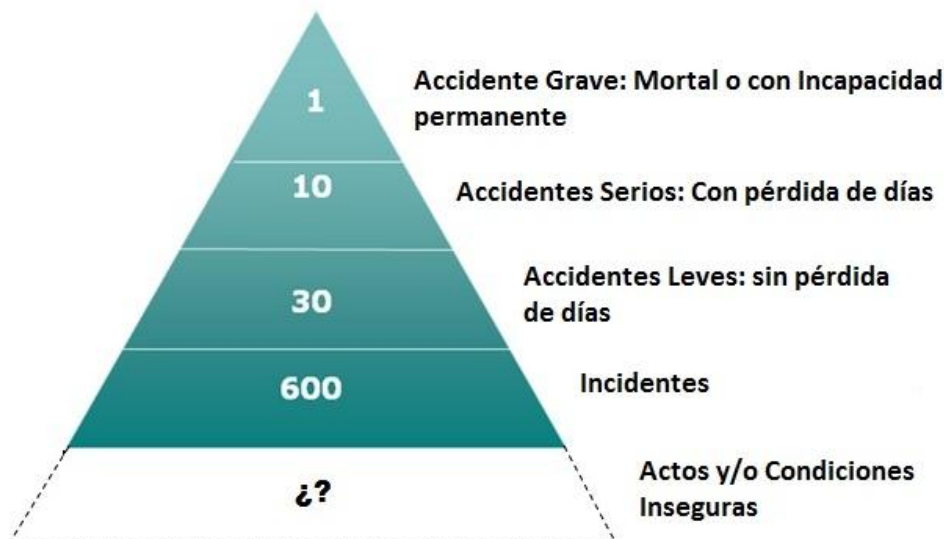 1
Accidente Grave: Mortal o con Incapacidad
permanente
10
Accidentes Serios: Con pérdida de días
30
Accidentes Leves: sin pérdida
de días
600
Incidentes
¿?
Actos y/o Condiciones
Inseguras